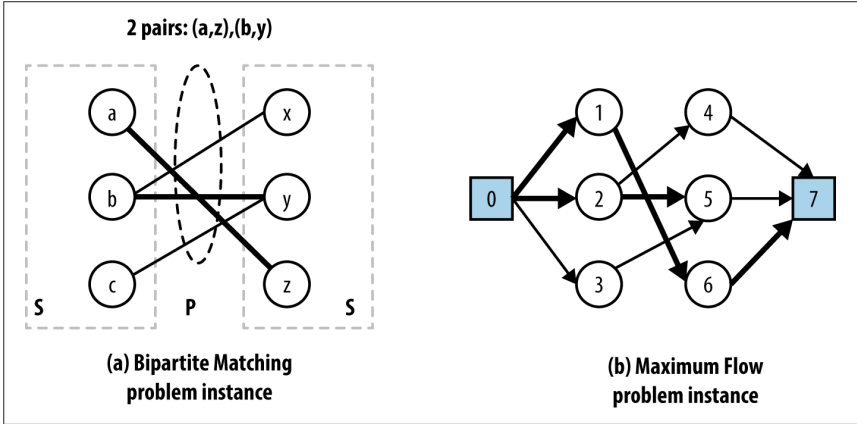 2 pairs: (a,z),(b,y)
a
x
b
y
c
z
S
P
S
(a) Bipartite Matching
problem instance
1
4
0
2
5
7
3
6
(b) Maximum Flow
problem instance